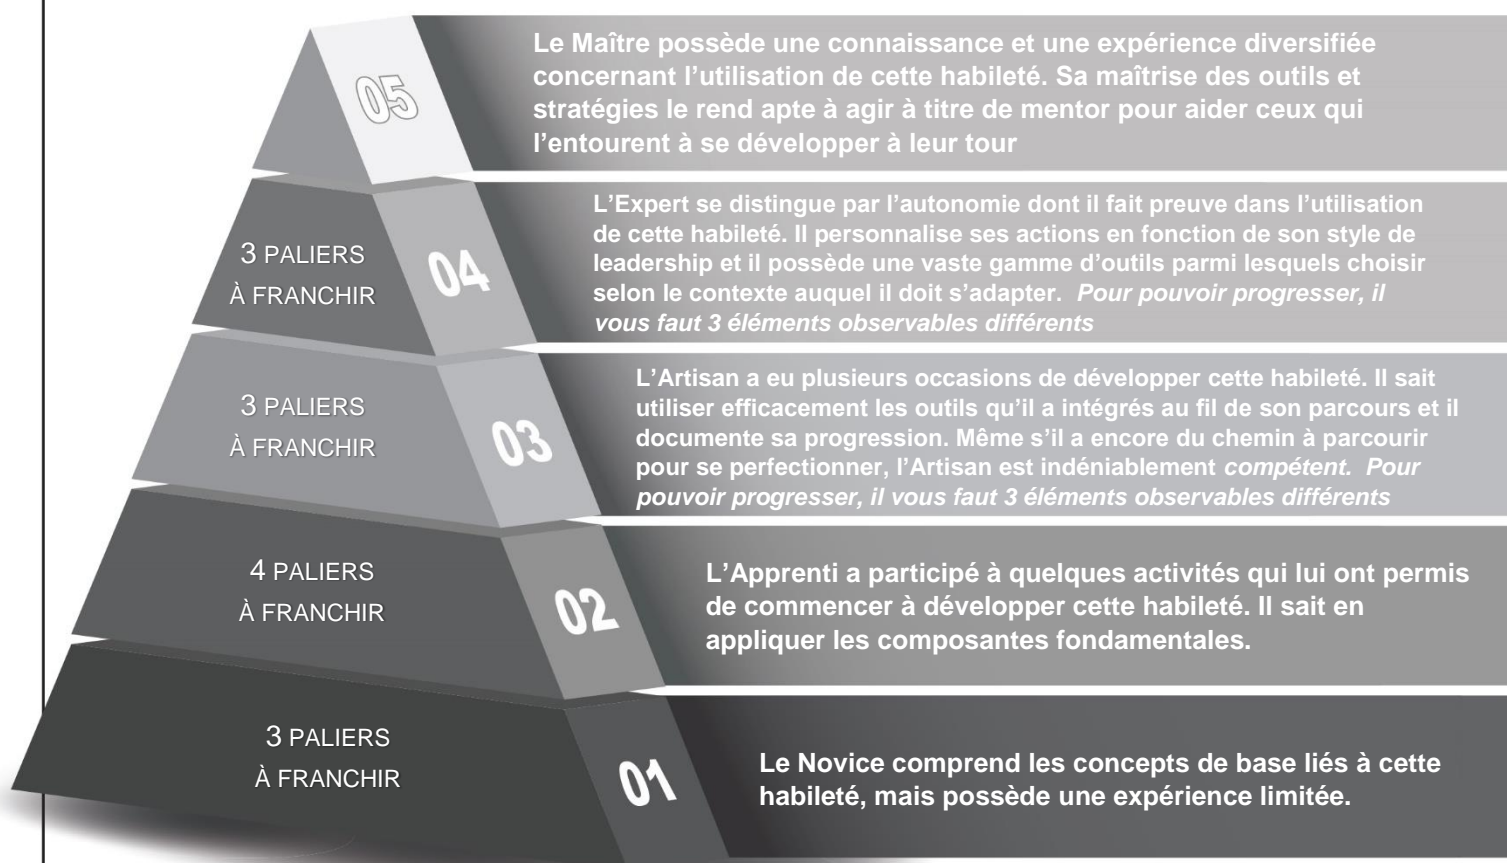 05
Le Maître possède une connaissance et une expérience diversifiée
concernant l'utilisation de cette habileté. Sa maîtrise des outils et
stratégies le rend apte à agir à titre de mentor pour aider ceux qui
l'entourent à se développer à leur tour
3 PALIERS
À FRANCHIR
04
L'Expert se distingue par l'autonomie dont il fait preuve dans l'utilisation
de cette habileté. Il personnalise ses actions en fonction de son style de
leadership et il possède une vaste gamme d'outils parmi lesquels choisir
selon le contexte auquel il doit s'adapter. Pour pouvoir progresser, il
vous faut 3 éléments observables différents
3 PALIERS
À FRANCHIR
03
L'Artisan a eu plusieurs occasions de développer cette habileté. Il sait
utiliser efficacement les outils qu'il a intégrés au fil de son parcours et il
documente sa progression. Même s'il a encore du chemin à parcourir
pour se perfectionner, l'Artisan est indéniablement compétent. Pour
pouvoir progresser, il vous faut 3 éléments observables différents
4 PALIERS
À FRANCHIR
02
L'Apprenti a participé à quelques activités qui lui ont permis
de commencer à développer cette habileté. Il sait en
appliquer les composantes fondamentales.
3 PALIERS
À FRANCHIR
01
Le Novice comprend les concepts de base liés à cette
habileté, mais possède une expérience limitée.